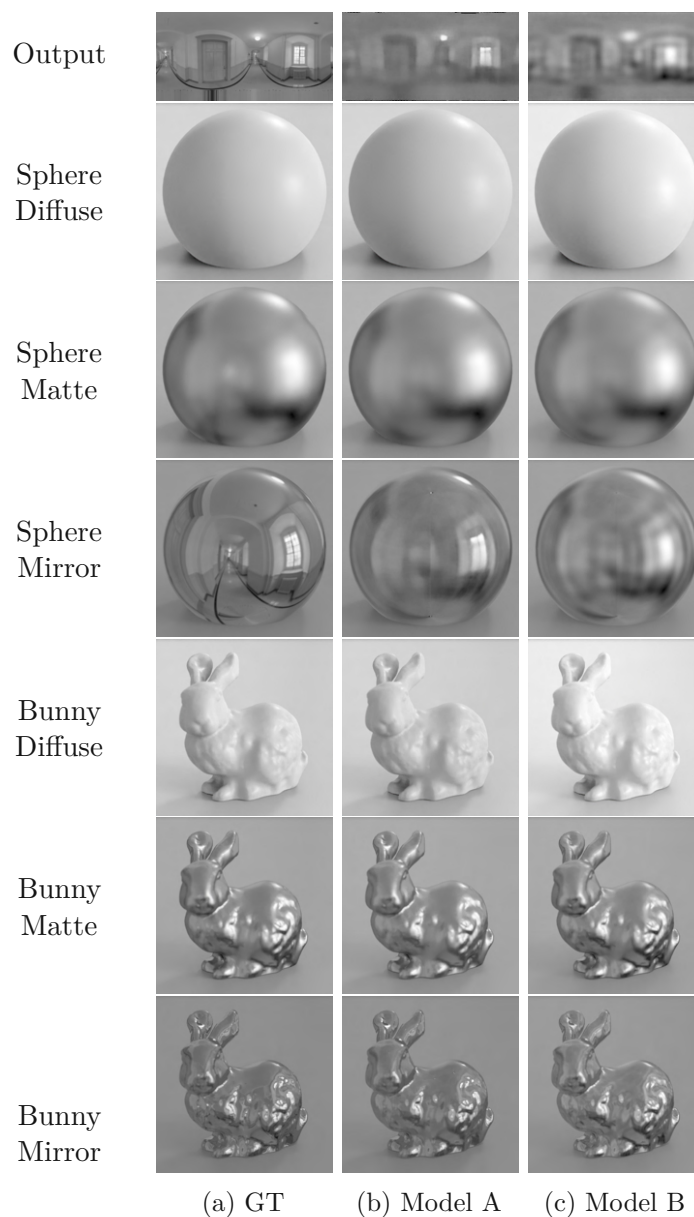 Output
Sphere
Diffuse
Sphere
Matte
Sphere
Mirror
Bunny
Diffuse
Bunny
Matte
Bunny
Mirror
(a) GT
(b) Model A
(c) Model B